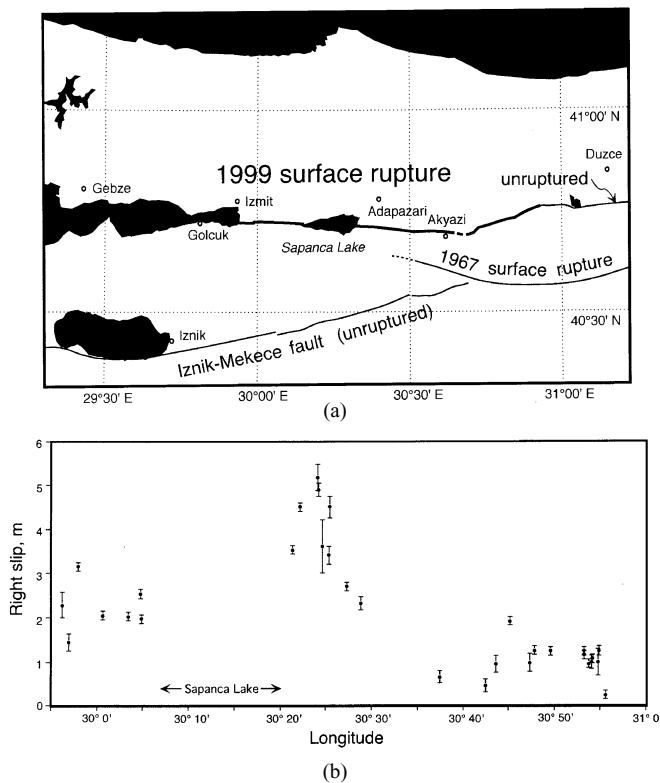 41°00' N
Duzce
1999 surface rupture
unruptured
Gebze
Izmit
Adapazari
Akyazi
Golcuk
Sapanca Lake
1967 surface rupture
40°30' N
Iznik
Iznik-Mekece fault (unruptured)
29°30' E 30°00' E 30°30' E 31°00' E
(a)
6
5
4
3
2
1
0
Right slip, m
Sapanca Lake
30° 0' 30° 10' 30° 20' 30° 30' 30° 40' 30° 50' 31° 0
Longitude
(b)